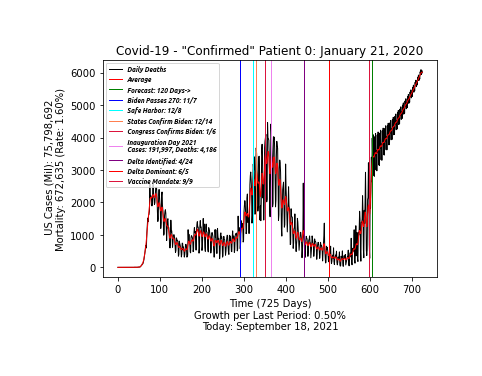 Covid-19 - "Confirmed" Patient 0: January 21, 2020
US Cases (Mil): 75,798,692
Mortality: 672,635 (Rate: 1.60%)
6000
5000
4000
3000
2000
1000
0
Daily Deaths
Average
Forecast: 120 Days->
Biden Passes 270: 11/7
Safe Harbor: 12/8
States Confirm Biden: 12/14
Congress Confirms Biden: 1/6
Inauguration Day 2021
Cases: 191,997, Deaths: 4,186
Delta Identified: 4/24
Delta Dominant: 6/5
Vaccine Mandate: 9/9
0 100 200 300 400 500 600 700
Time (725 Days)
Growth per Last Period: 0.50%
Today: September 18, 2021